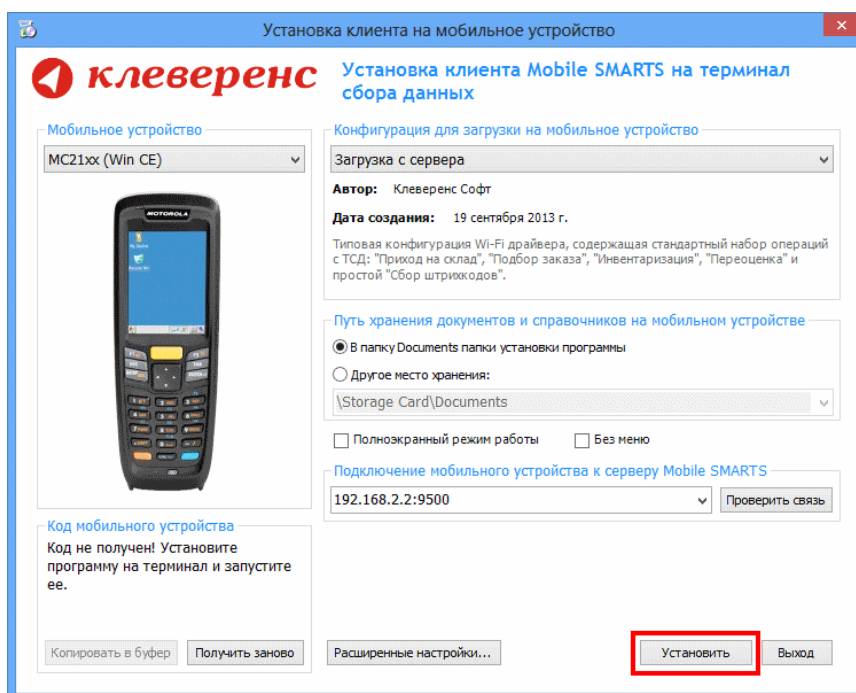 Установка клиента на мобильное устройство
клеверенс
Установка клиента Mobile SMARTS на терминал
сбора данных
Мобильное устройство
MC21xx (Win CE)
MOTOROLA
Код мобильного устройства
Код не получен! Установите
программу на терминал и запустите
ее.
Копировать в буфер
Получить заново
Конфигурация для загрузки на мобильное устройство
Загрузка с сервера
Автор: Клеверенс Софт
Дата создания: 19 сентября 2013 г.
Типовая конфигурация Wi-Fi драйвера, содержащая стандартный набор операций
с ТСД: "Приход на склад", "Подбор заказа", "Инвентаризация", "Переоценка" и
простой "Сбор штрихкодов".
Путь хранения документов и справочников на мобильном устройстве
В папку Documents папки установки программы
Другое место хранения:
\Storage Card\Documents
Полноэкранный режим работы
Без меню
Подключение мобильного устройства к серверу Mobile SMARTS
192.168.2.2:9500
Проверить связь
Расширенные настройки...
Установить
Выход